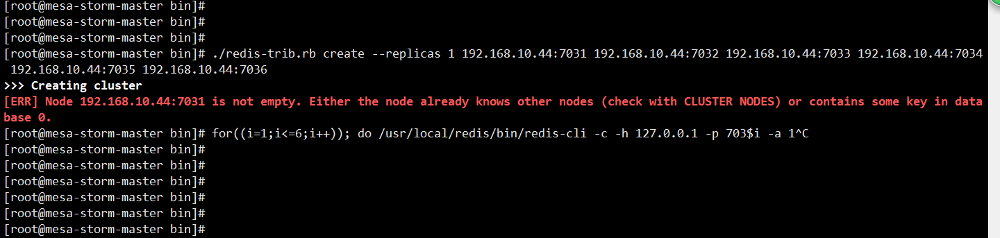 [root@mesa-storm-master bin]#
[root@mesa-storm-master bin]#
[root@mesa-storm-master bin]#
[root@mesa-storm-master bin]# ./redis-trib.rb create --replicas 1 192.168.10.44:7031 192.168.10.44:7032 192.168.10.44:7033 192.168.10.44:7034
192.168.10.44:7035 192.168.10.44:7036
>>> Creating cluster
[ERR] Node 192.168.10.44:7031 is not empty. Either the node already knows other nodes (check with CLUSTER NODES) or contains some key in data
base 0.
[root@mesa-storm-master bin]# for((i=1;i<=6;i++)); do /usr/local/redis/bin/redis-cli -c -h 127.0.0.1 -p 703$i -a 1^C
[root@mesa-storm-master bin]#
[root@mesa-storm-master bin]#
[root@mesa-storm-master bin]#
[root@mesa-storm-master bin]#
[root@mesa-storm-master bin]#
[root@mesa-storm-master bin]#